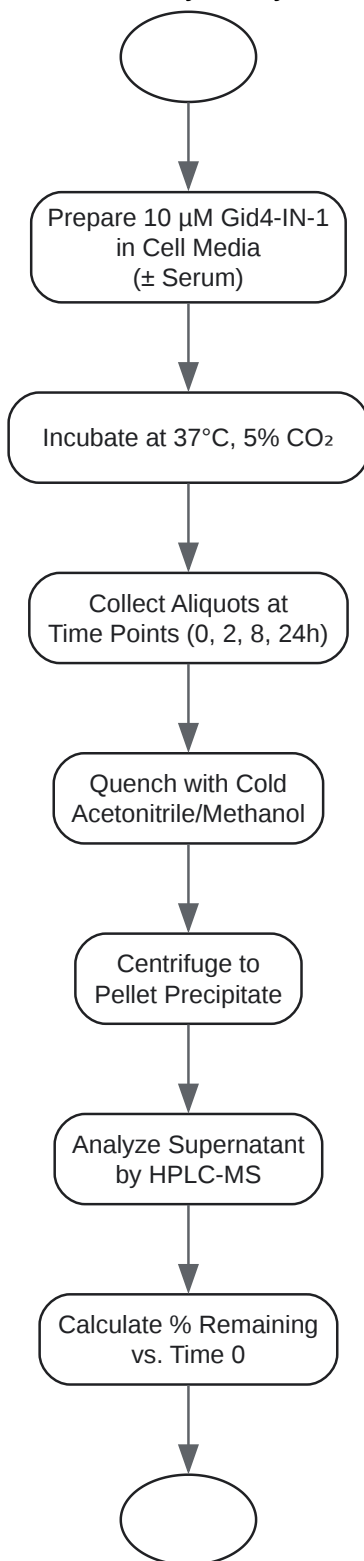 Prepare 10 µM Gid4-IN-1
in Cell Media
(± Serum)
Incubate at 37°C, 5% CO₂
Collect Aliquots at
Time Points (0, 2, 8, 24h)
Quench with Cold
Acetonitrile/Methanol
Centrifuge to
Pellet Precipitate
Analyze Supernatant
by HPLC-MS
Calculate % Remaining
vs. Time 0